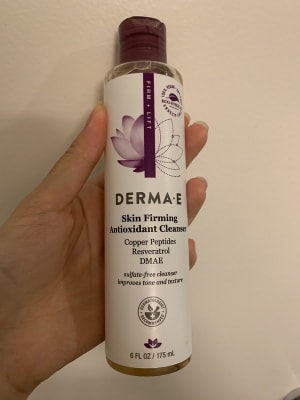 FIRM + LIFT
DERMA·E
Skin Firming
Antioxidant Cleanser
Copper Peptides
Resveratrol
DMAE
sulfate-free cleanser
improves tone and texture
6 FL OZ / 175 mL